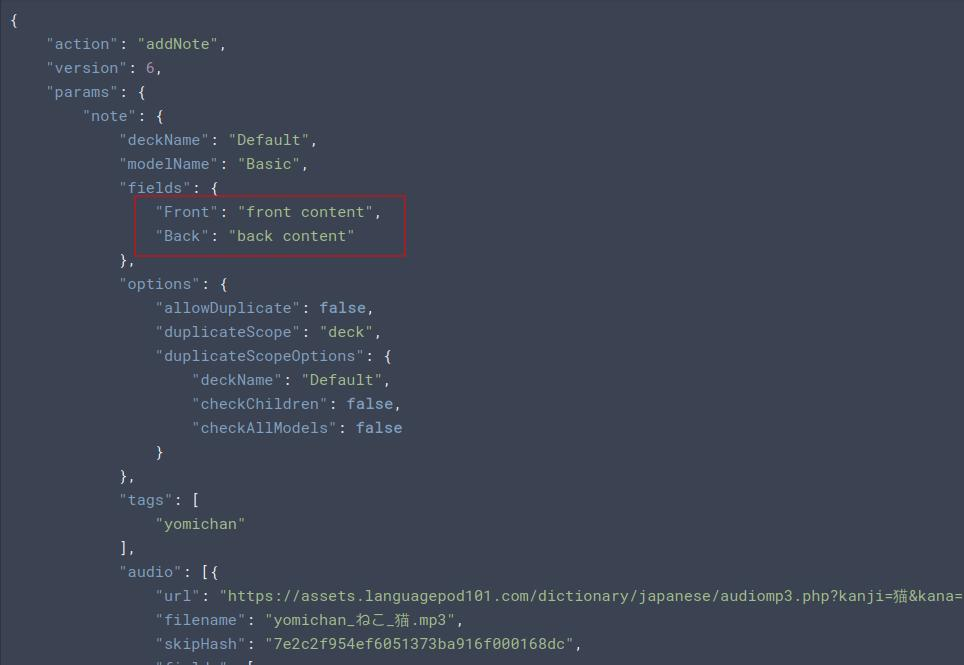 {
"action": "addNote",
"version": 6,
"params": {
"note": {
"deckName": "Default",
"modelName": "Basic",
"fields": {
"Front": "front content",
"Back": "back content"
},
"options": {
"allowDuplicate": false,
"duplicateScope": "deck",
"duplicateScopeOptions": {
"deckName": "Default",
"checkChildren": false,
"checkAllModels": false
}
},
"tags": [
"yomichan"
],
"audio": [{
"url": "https://assets.languagepod101.com/dictionary/japanese/audiomp3.php?kanji=猫&kana=
"filename": "yomichan_ねこ_猫.mp3",
"skipHash": "7e2c2f954ef6051373ba916f000168dc",